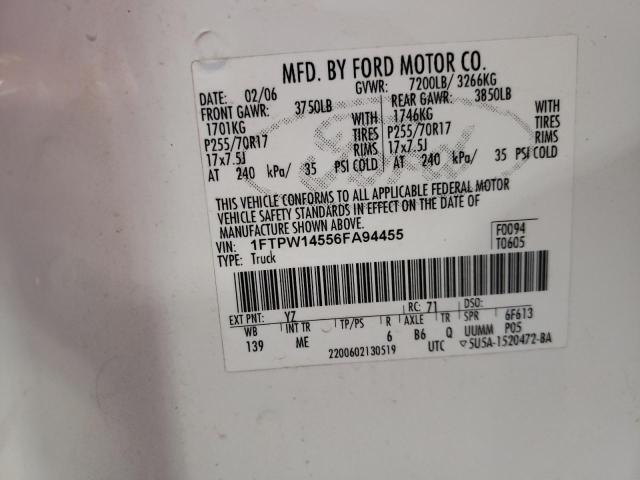 MFD. BY FORD MOTOR CO.
DATE: 02/06 GVWR: 7200LB/ 3266KG
FRONT GAWR: 3750LB REAR GAWR: 3850LB
1701KG WITH 1746KG WITH
P255/70R17 TIRES P255/70R17 TIRES
17x7.5J RIMS 17x7.5J RIMS
AT 240 kPa/ 35 PSI COLD AT 240 kPa/ 35 PSI COLD
THIS VEHICLE CONFORMS TO ALL APPLICABLE FEDERAL MOTOR
VEHICLE SAFETY STANDARDS IN EFFECT ON THE DATE OF
MANUFACTURE SHOWN ABOVE.
VIN: 1FTPW14556FA94455 F0094
TYPE: Truck T0605
EXT PNT: YZ RC: 71 DSO:
WB INT TR TP/PS R AXLE TR SPR 6F613
139 ME 6 B6 Q UUMM P05
2200602130519 UTC ▽5U5A-1520472-BA